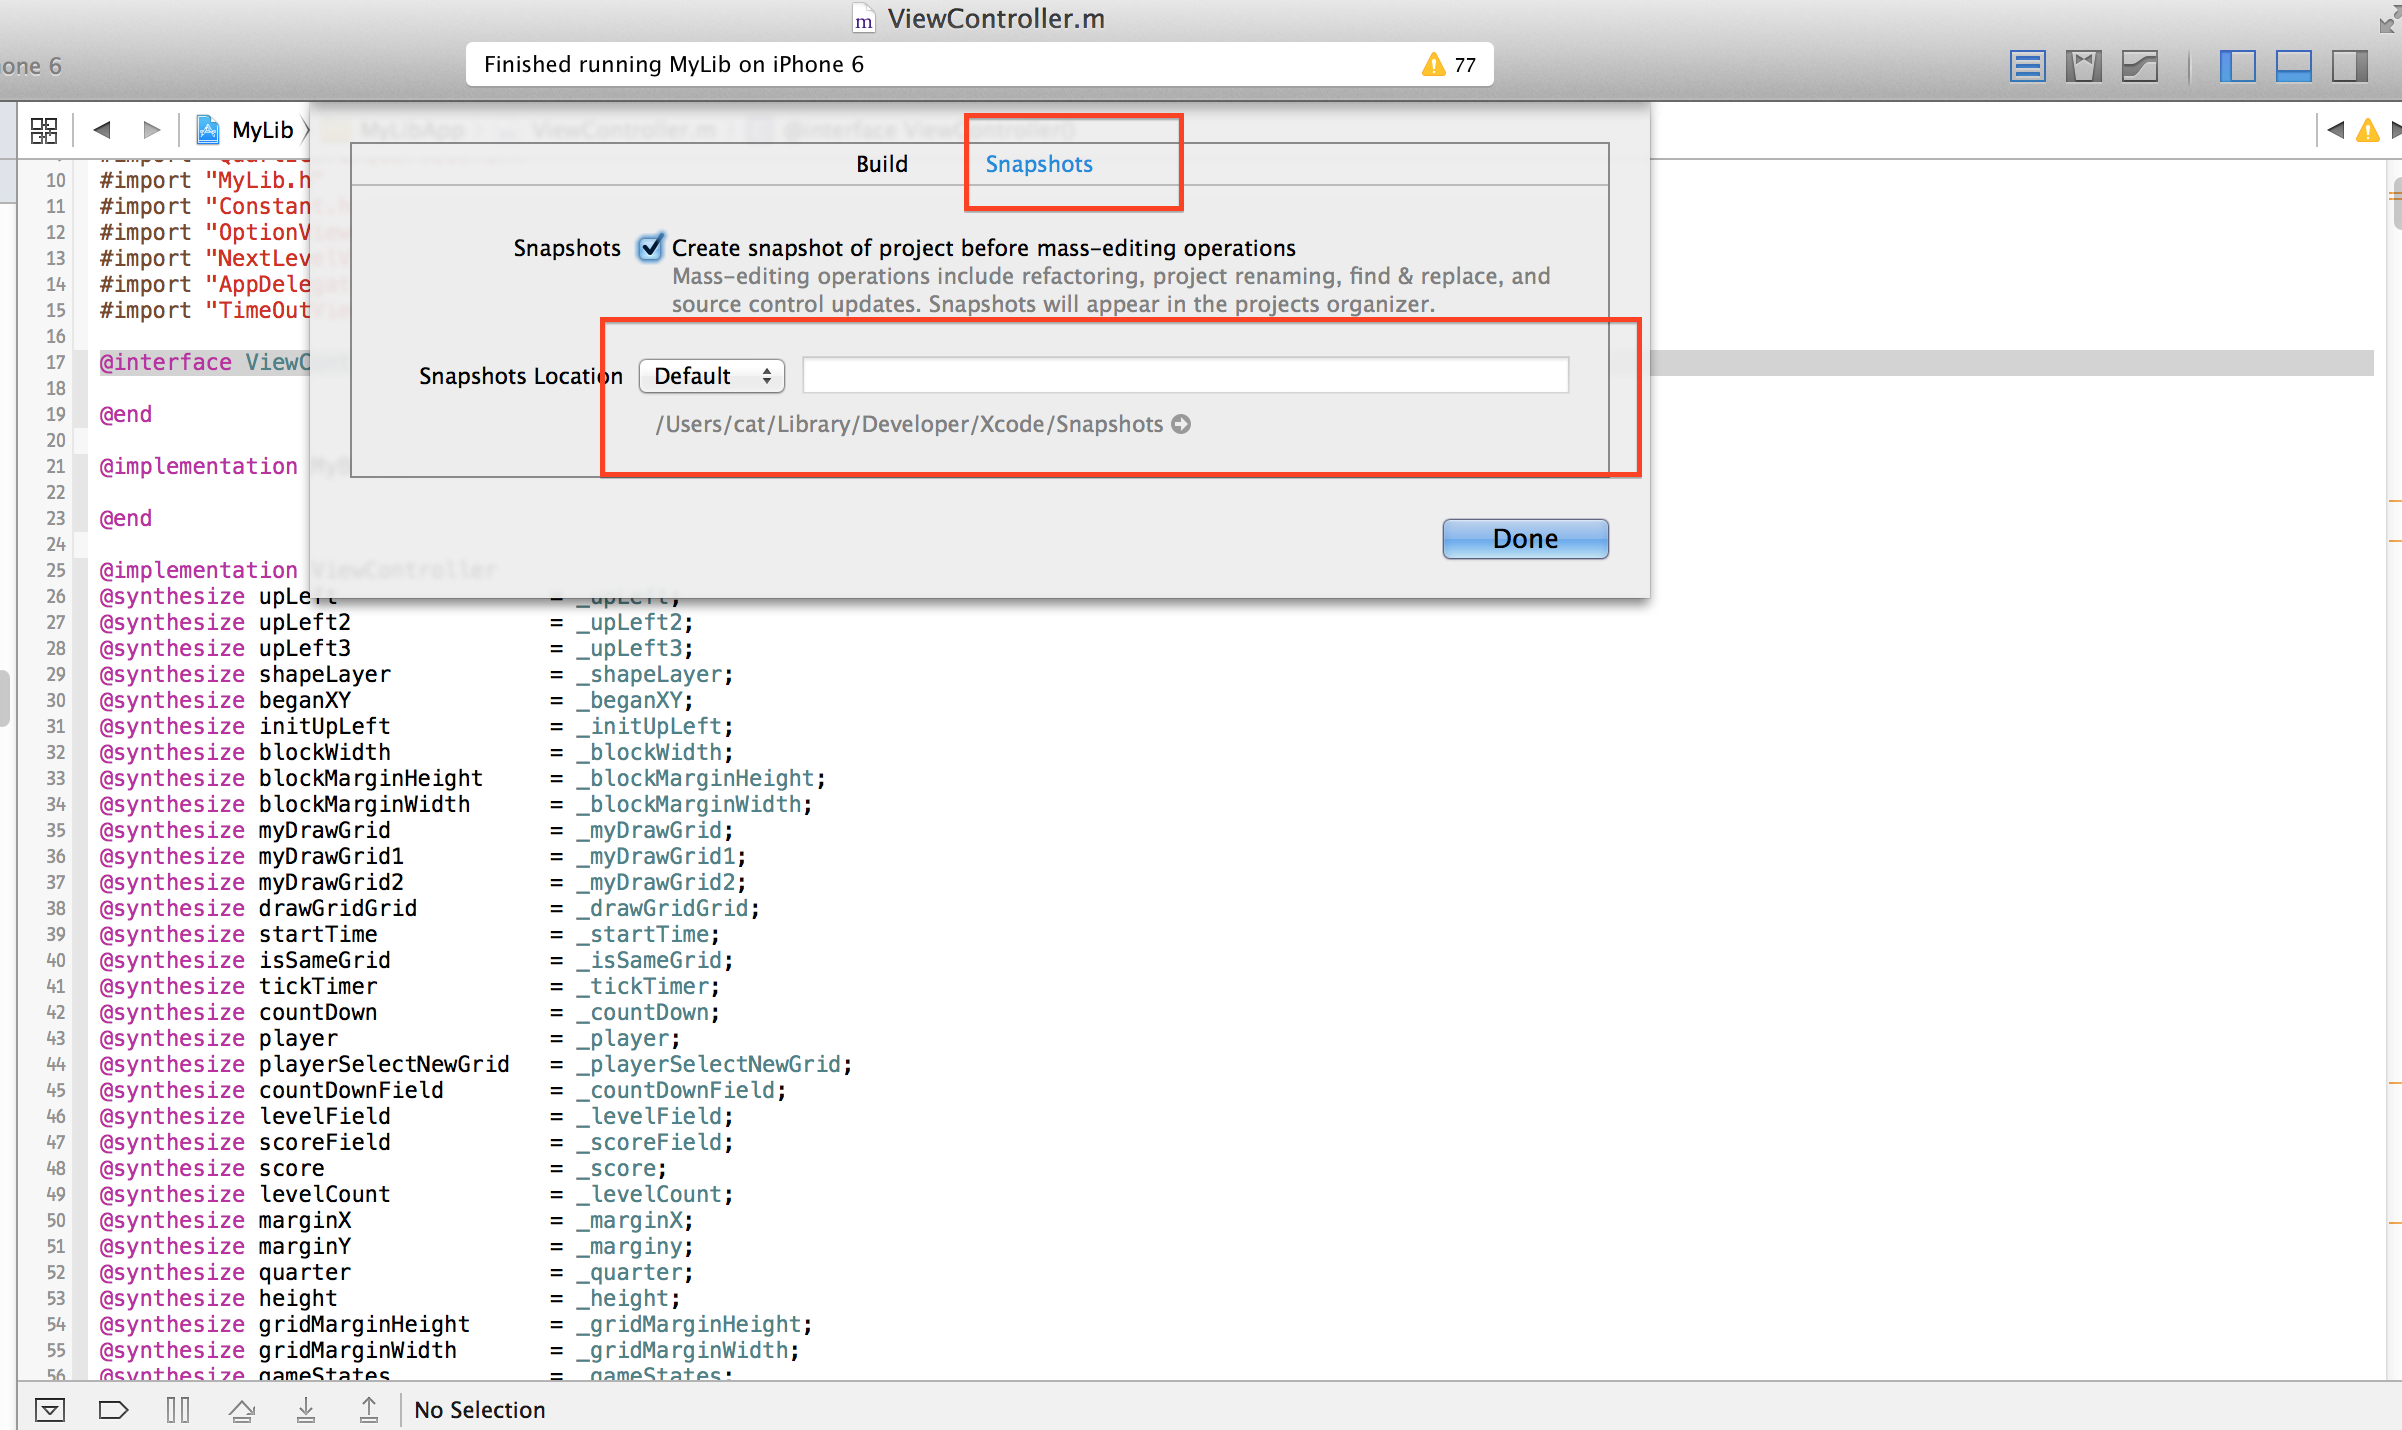 ViewController.m
one 6
Finished running MyLib on iPhone 6
77
MyLib
MyLibApp
ViewController.m
@interface ViewController()
Build
Snapshots
Snapshots
Create snapshot of project before mass-editing operations
Mass-editing operations include refactoring, project renaming, find & replace, and
source control updates. Snapshots will appear in the projects organizer.
Snapshots Location
Default
/Users/cat/Library/Developer/Xcode/Snapshots
Done
10 #import "MyLib.h"
11 #import "Constant
12 #import "OptionV
13 #import "NextLev
14 #import "AppDele
15 #import "TimeOut
16
17 @interface ViewC
18
19 @end
20
21 @implementation
22
23 @end
24
25 @implementation ViewController
26 @synthesize upLeft = _upLeft;
27 @synthesize upLeft2 = _upLeft2;
28 @synthesize upLeft3 = _upLeft3;
29 @synthesize shapeLayer = _shapeLayer;
30 @synthesize beganXY = _beganXY;
31 @synthesize initUpLeft = _initUpLeft;
32 @synthesize blockWidth = _blockWidth;
33 @synthesize blockMarginHeight = _blockMarginHeight;
34 @synthesize blockMarginWidth = _blockMarginWidth;
35 @synthesize myDrawGrid = _myDrawGrid;
36 @synthesize myDrawGrid1 = _myDrawGrid1;
37 @synthesize myDrawGrid2 = _myDrawGrid2;
38 @synthesize drawGridGrid = _drawGridGrid;
39 @synthesize startTime = _startTime;
40 @synthesize isSameGrid = _isSameGrid;
41 @synthesize tickTimer = _tickTimer;
42 @synthesize countDown = _countDown;
43 @synthesize player = _player;
44 @synthesize playerSelectNewGrid = _playerSelectNewGrid;
45 @synthesize countDownField = _countDownField;
46 @synthesize levelField = _levelField;
47 @synthesize scoreField = _scoreField;
48 @synthesize score = _score;
49 @synthesize levelCount = _levelCount;
50 @synthesize marginX = _marginX;
51 @synthesize marginY = _marginy;
52 @synthesize quarter = _quarter;
53 @synthesize height = _height;
54 @synthesize gridMarginHeight = _gridMarginHeight;
55 @synthesize gridMarginWidth = _gridMarginWidth;
56 @synthesize gameStates = _gameStates;
No Selection